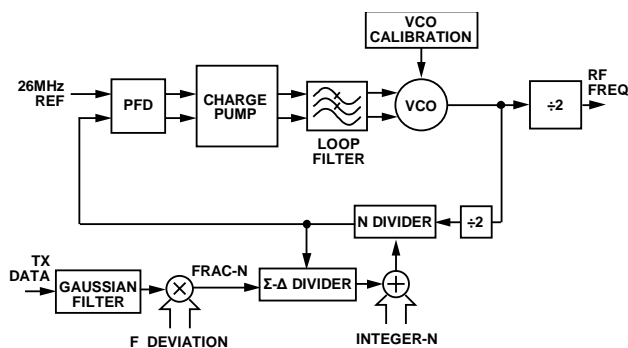 VCO
CALIBRATION
26MHz
REF
PFD
CHARGE
PUMP
LOOP
FILTER
VCO
÷2
RF
FREQ
N DIVIDER
÷2
TX
DATA
GAUSSIAN
FILTER
×
FRAC-N
Σ-Δ DIVIDER
+
F_DEVIATION
INTEGER-N